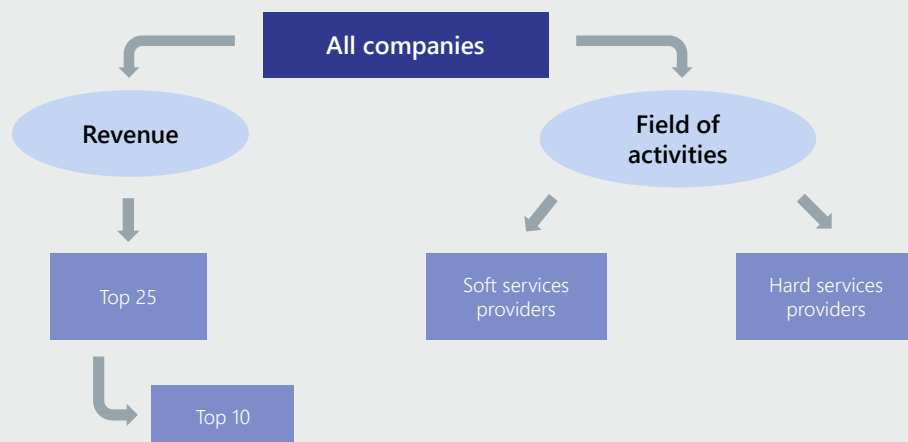 All companies
Revenue
Field of
activities
Top 25
Soft services
providers
Hard services
providers
Top 10